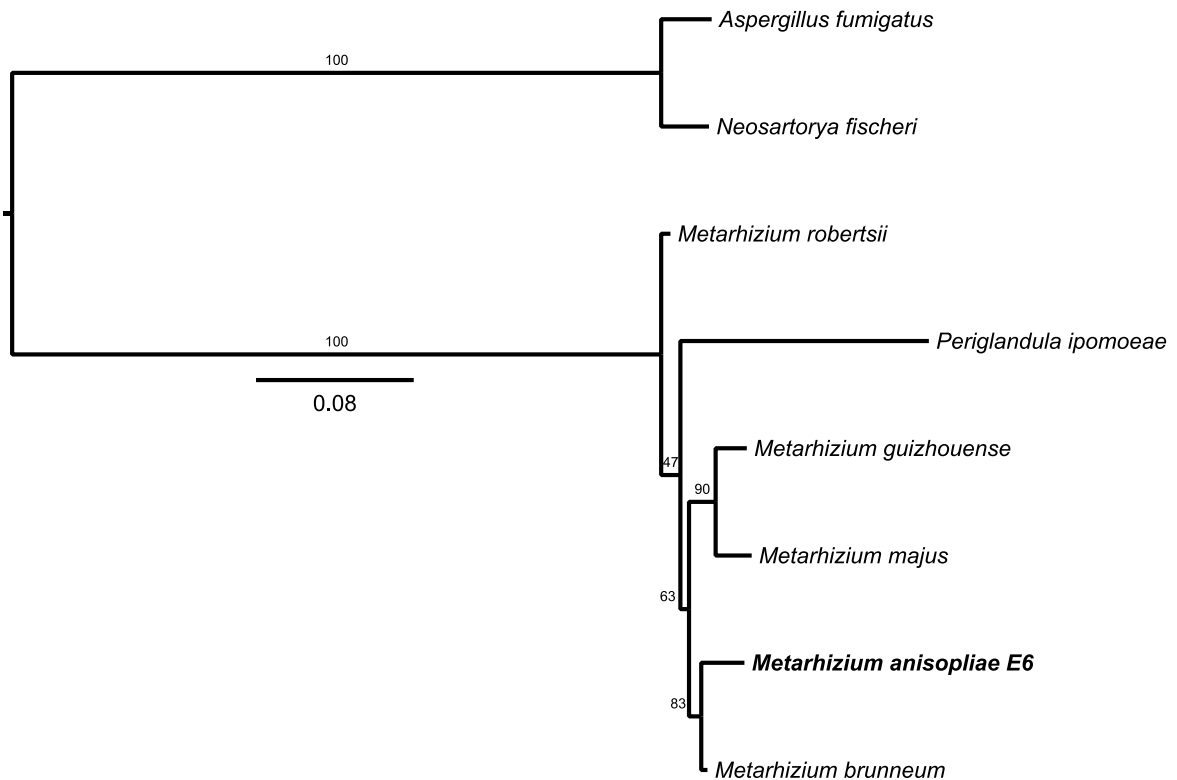 Aspergillus fumigatus
100
Neosartorya fischeri
Metarhizium robertsii
100
Periglandula ipomoeae
0.08
Metarhizium guizhouense
47
90
Metarhizium majus
63
Metarhizium anisopliae E6
83
Metarhizium brunneum